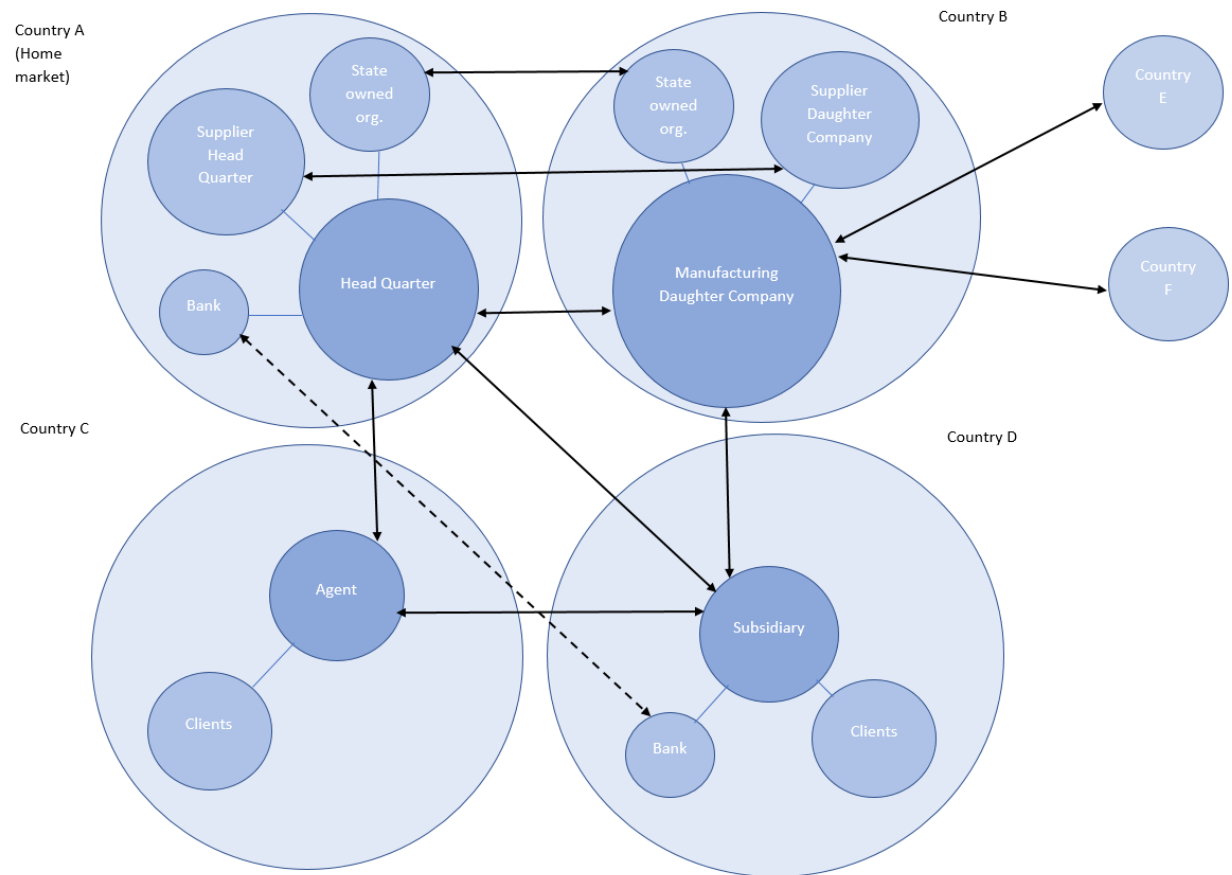 Country A
(Home
market)
State
owned
org.
Supplier
Head
Quarter
Head Quarter
Bank
Country B
State
owned
org.
Supplier
Daughter
Company
Manufacturing
Daughter Company
Country
E
Country
F
Country C
Agent
Clients
Country D
Subsidiary
Bank
Clients